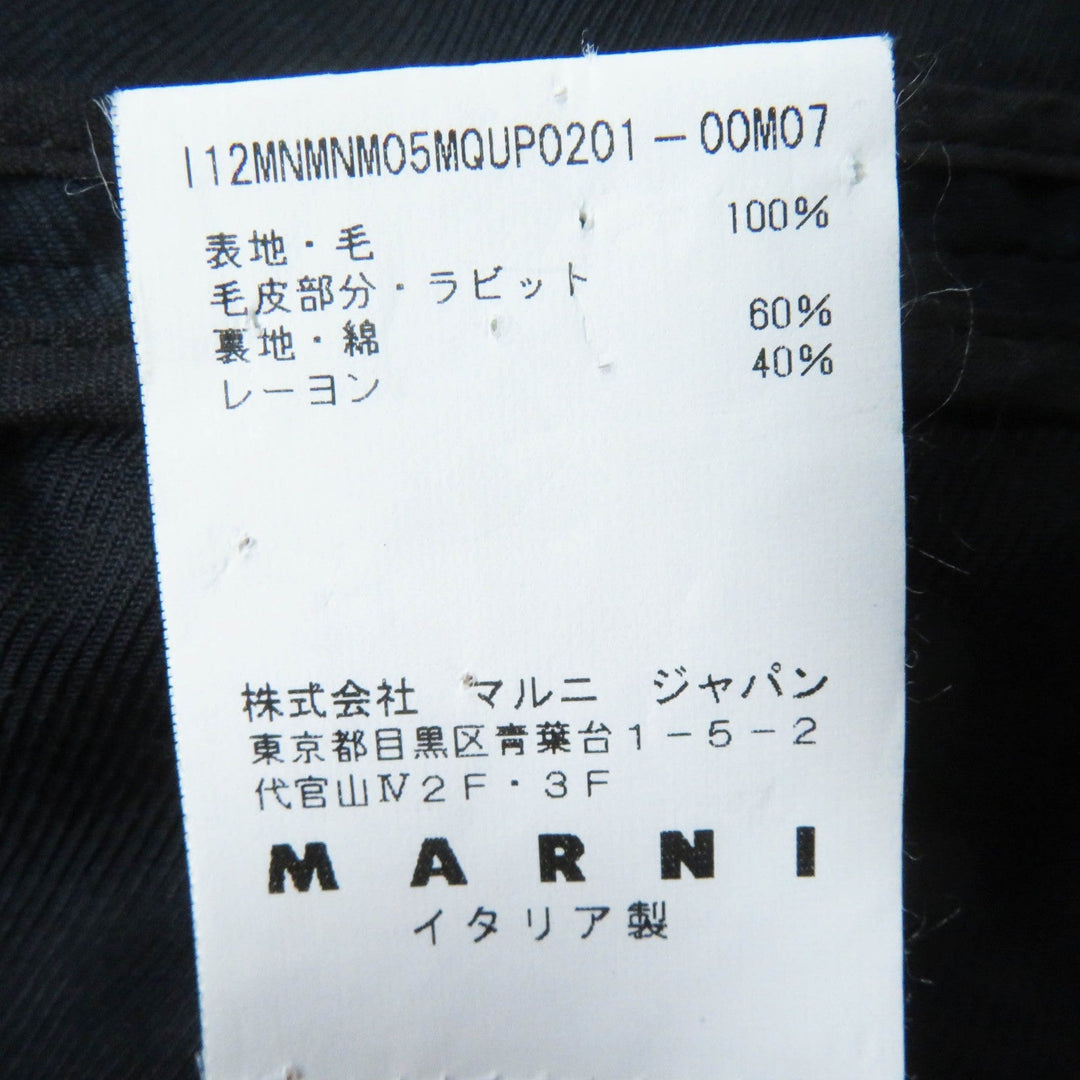 I12MNMNM05MQUP0201-00M07
表地・毛 100%
毛皮部分・ラビット
裏地・綿 60%
レーヨン 40%
株式会社 マルニ ジャパン
東京都目黒区青葉台1-5-2
代官山Ⅳ2F・3F
MARNI
イタリア製